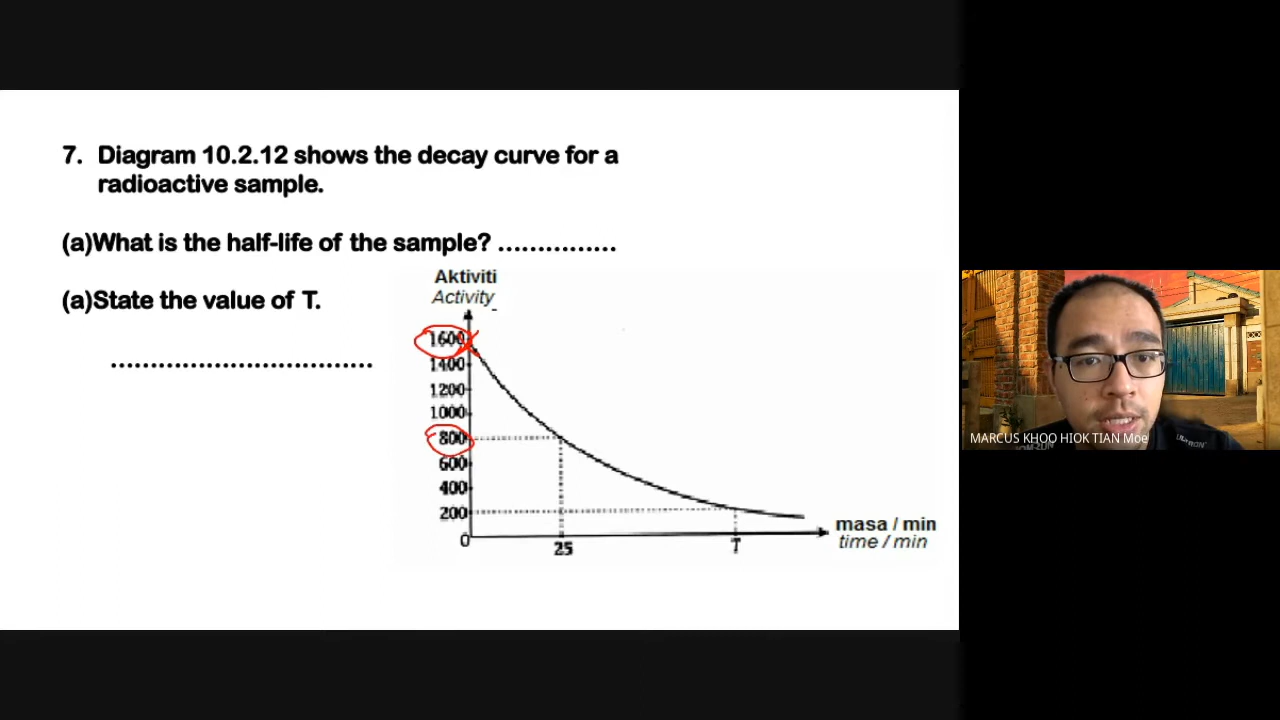 7. Diagram 10.2.12 shows the decay curve for a
radioactive sample.
(a)What is the half-life of the sample? ...............
(a)State the value of T.
.................................
Aktiviti
Activity
1600
1400
1200
1000
800
600
400
200
0
25
T
masa / min
time / min
MARCUS KHOO HIOK TIAN Moe